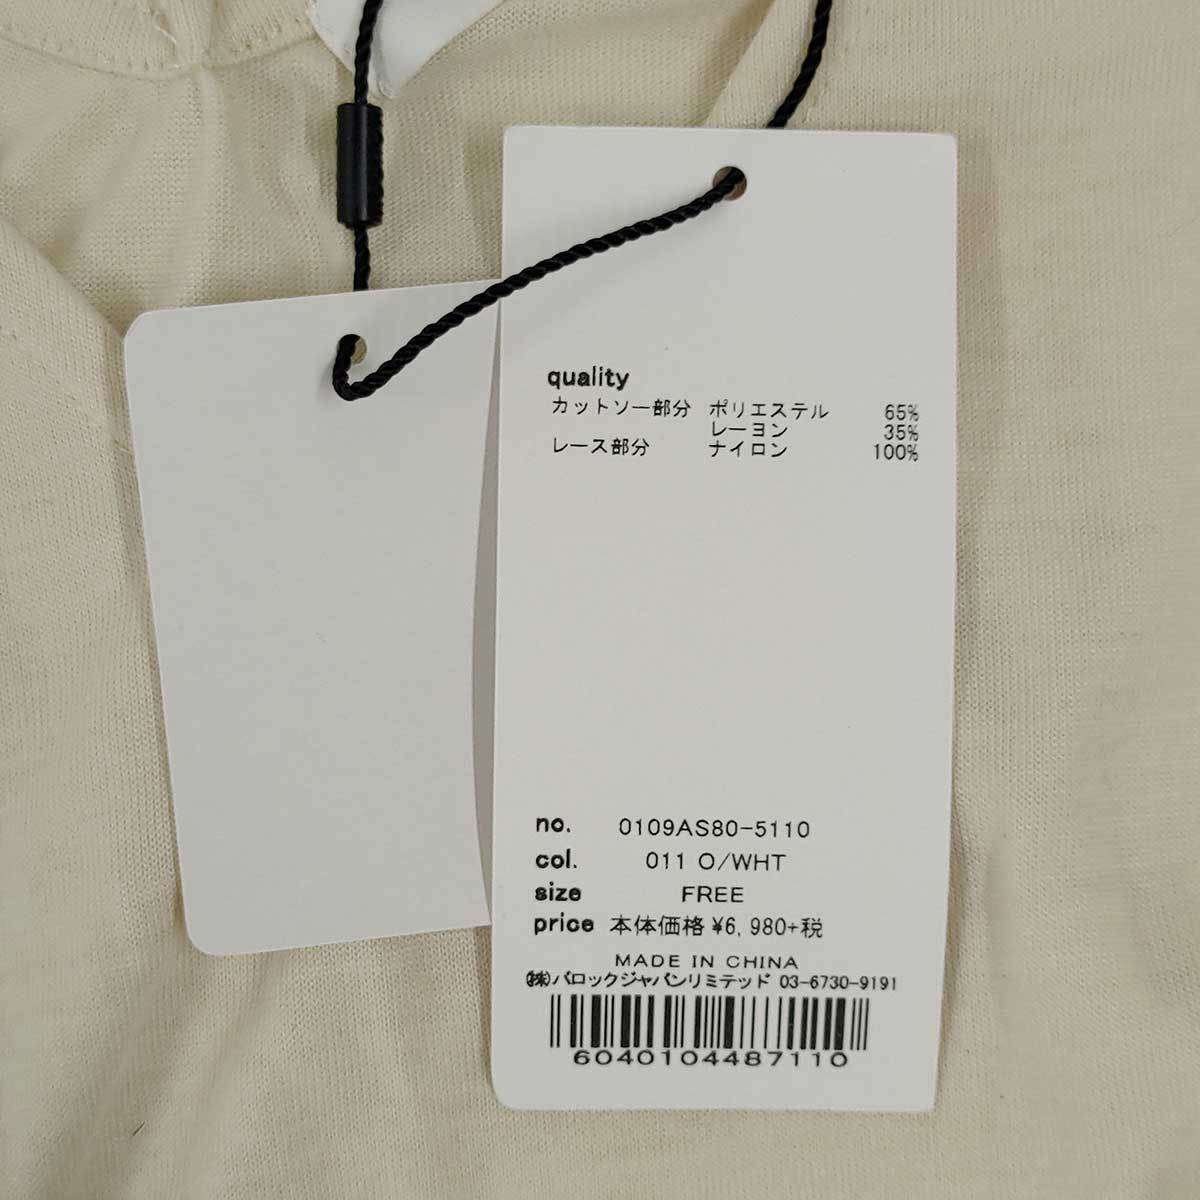 quality
カットソー部分 ポリエステル 65%
レーヨン 35%
レース部分 ナイロン 100%
no. 0109AS80-5110
col. 011 O/WHT
size FREE
price 本体価格 ¥6,980+税
MADE IN CHINA
㈱バロックジャパンリミテッド 03-6730-9191
6040104487110